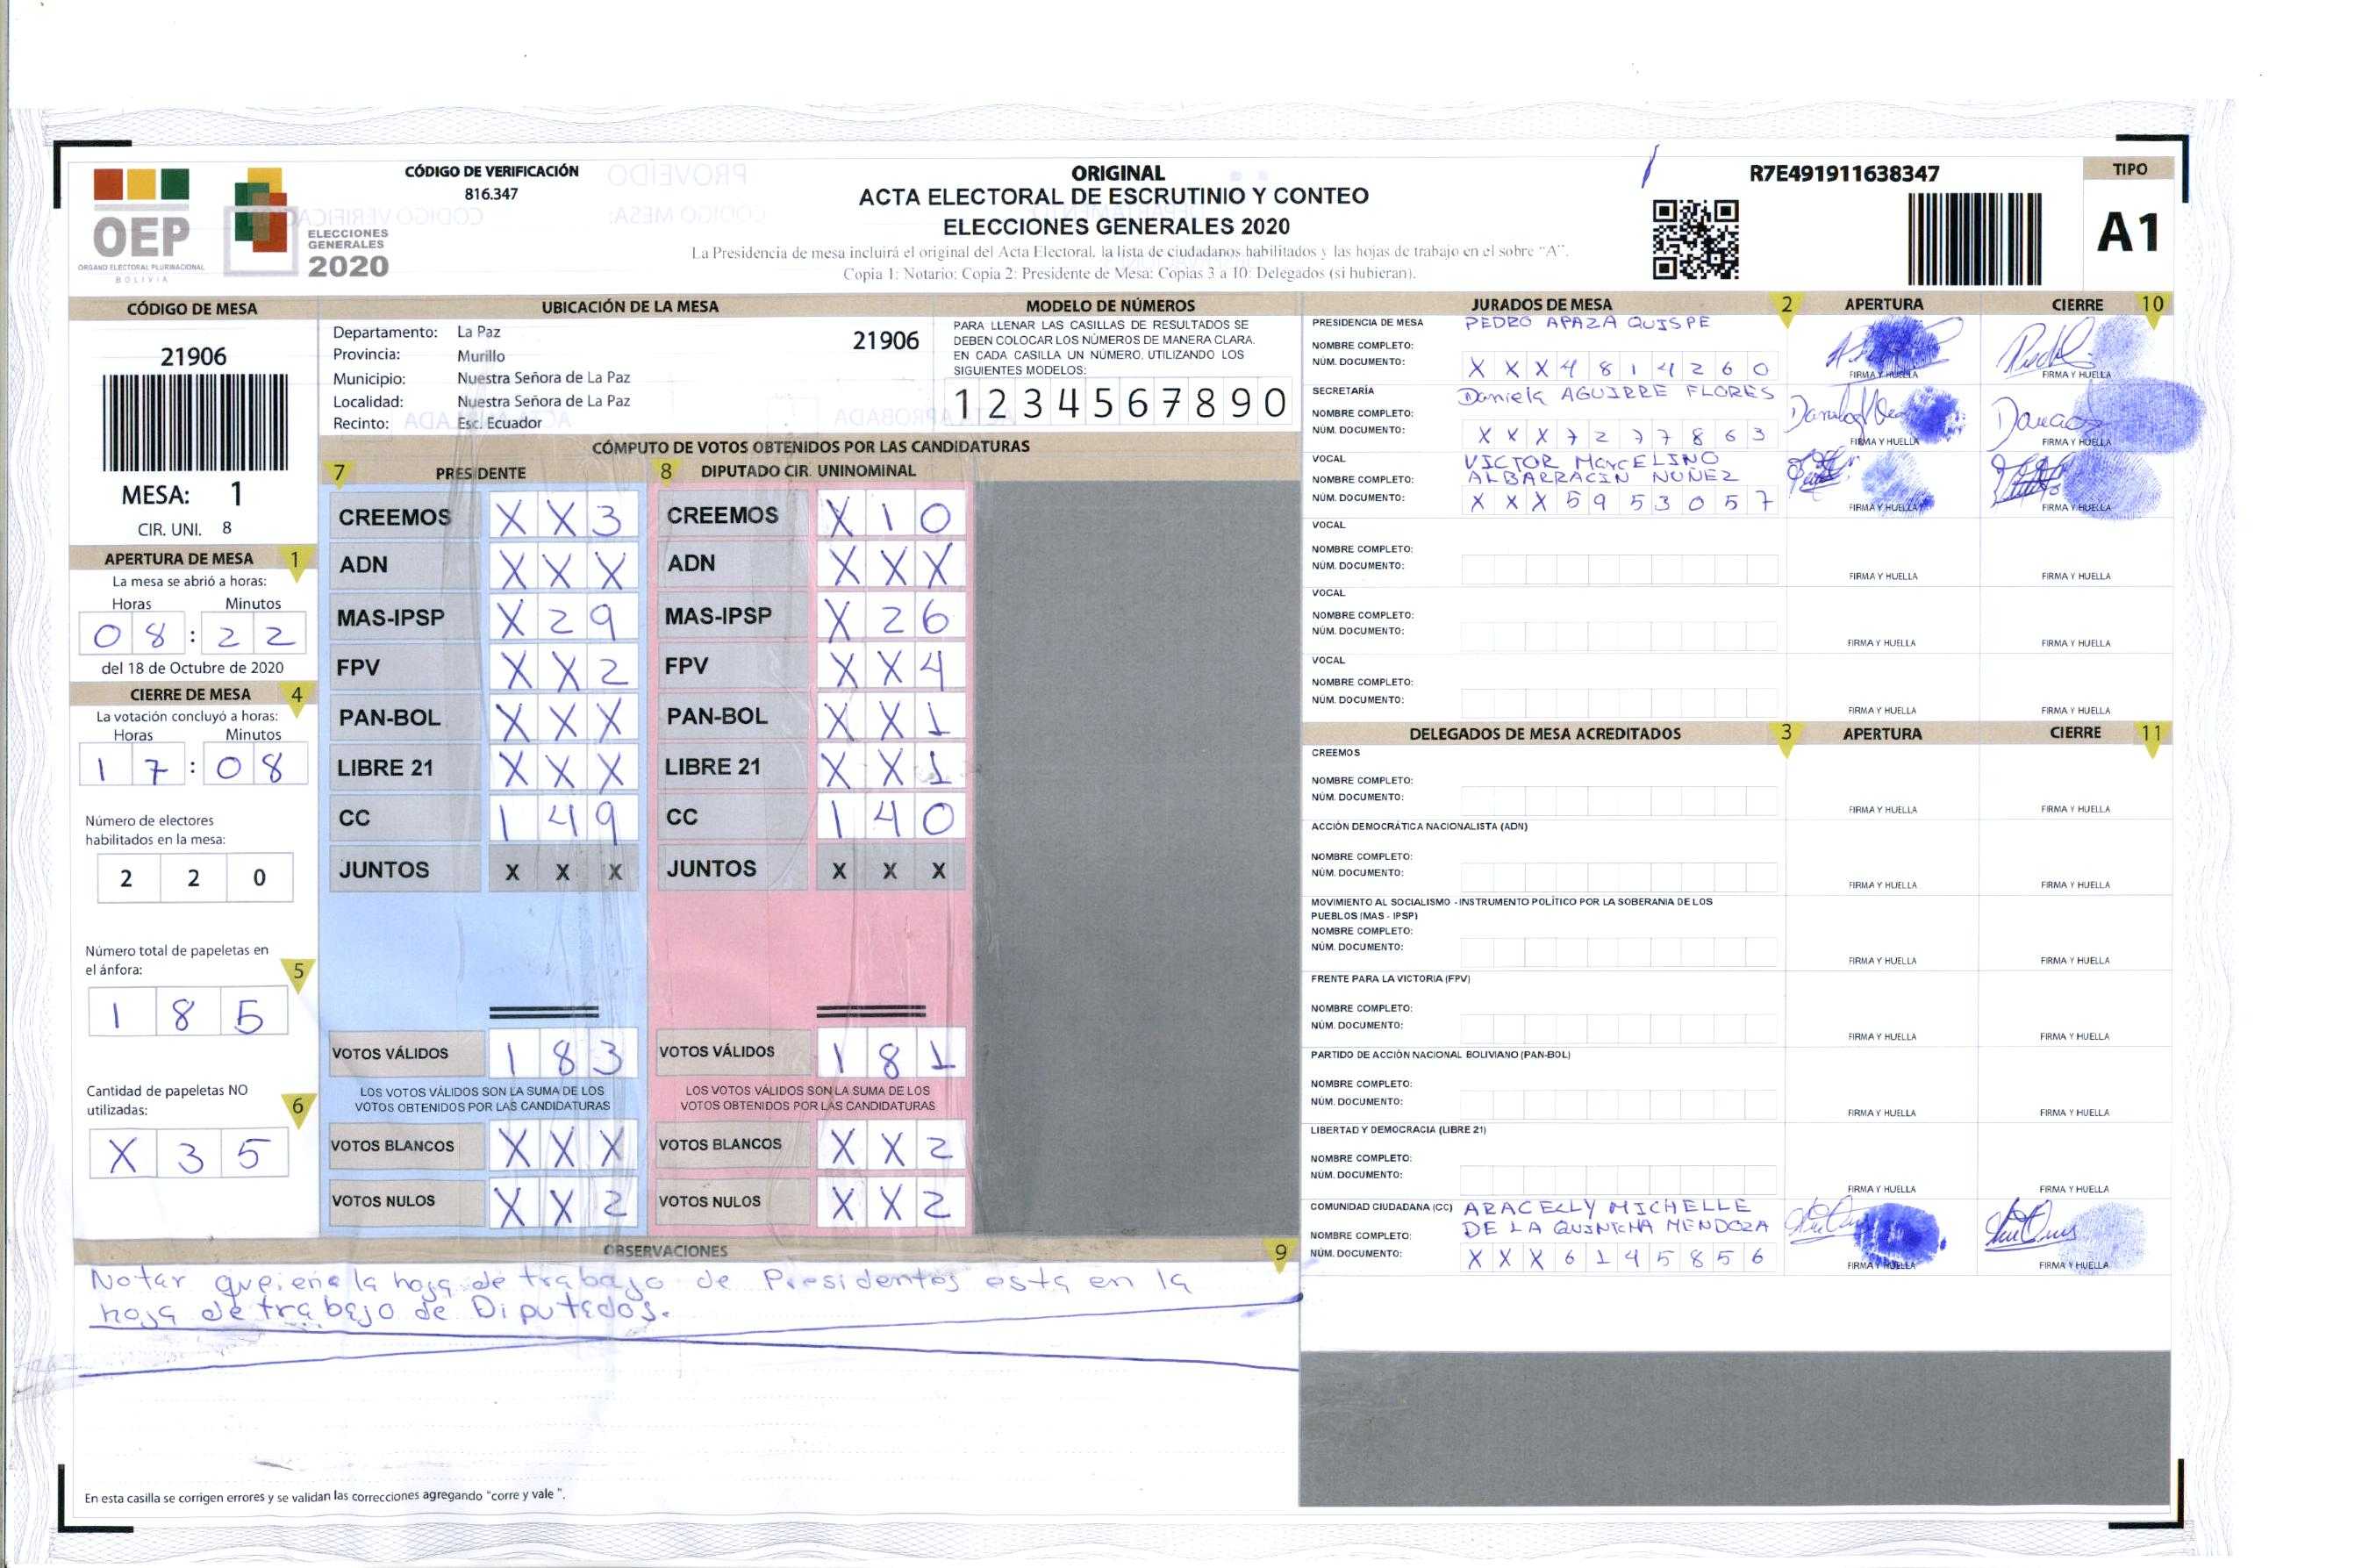 CÓDIGO DE VERIFICACIÓN
816.347
ORIGINAL
ACTA ELECTORAL DE ESCRUTINIO Y CONTEO
ELECCIONES GENERALES 2020
La Presidencia de mesa incluirá el original del Acta Electoral, la lista de ciudadanos habilitados y las hojas de trabajo en el sobre “A”.
Copia 1: Notario; Copia 2: Presidente de Mesa; Copias 3 a 10: Delegados (si hubieran).
R7E491911638347
TIPO
A1
OEP
ÓRGANO ELECTORAL PLURINACIONAL
BOLIVIA
ELECCIONES
GENERALES
2020
CÓDIGO DE MESA
21906
MESA: 1
CIR. UNI. 8
APERTURA DE MESA 1
La mesa se abrió a horas:
Horas Minutos
08:22
del 18 de Octubre de 2020
CIERRE DE MESA 4
La votación concluyó a horas:
Horas Minutos
17:08
Número de electores
habilitados en la mesa:
2 2 0
Número total de papeletas en
el ánfora: 5
1 8 5
Cantidad de papeletas NO
utilizadas: 6
X 3 5
UBICACIÓN DE LA MESA
Departamento: La Paz 21906
Provincia: Murillo
Municipio: Nuestra Señora de La Paz
Localidad: Nuestra Señora de La Paz
Recinto: Esc. Ecuador
MODELO DE NÚMEROS
PARA LLENAR LAS CASILLAS DE RESULTADOS SE
DEBEN COLOCAR LOS NÚMEROS DE MANERA CLARA.
EN CADA CASILLA UN NÚMERO, UTILIZANDO LOS
SIGUIENTES MODELOS:
1 2 3 4 5 6 7 8 9 0
CÓMPUTO DE VOTOS OBTENIDOS POR LAS CANDIDATURAS
7 PRESIDENTE 8 DIPUTADO CIR. UNINOMINAL
CREEMOS X X 3 CREEMOS X 1 0
ADN X X X ADN X X X
MAS-IPSP X 2 9 MAS-IPSP X 2 6
FPV X X 2 FPV X X 4
PAN-BOL X X X PAN-BOL X X 1
LIBRE 21 X X X LIBRE 21 X X 1
CC 1 4 9 CC 1 4 0
JUNTOS X X X JUNTOS X X X
VOTOS VÁLIDOS 1 8 3 VOTOS VÁLIDOS 1 8 1
LOS VOTOS VÁLIDOS SON LA SUMA DE LOS LOS VOTOS VÁLIDOS SON LA SUMA DE LOS
VOTOS OBTENIDOS POR LAS CANDIDATURAS VOTOS OBTENIDOS POR LAS CANDIDATURAS
VOTOS BLANCOS X X X VOTOS BLANCOS X X 2
VOTOS NULOS X X 2 VOTOS NULOS X X 2
OBSERVACIONES 9
Notar que la hoja de trabajo de Presidentes esta en la
hoja de trabajo de Diputados.
En esta casilla se corrigen errores y se validan las correcciones agregando "corre y vale ".
JURADOS DE MESA 2 APERTURA CIERRE 10
PRESIDENCIA DE MESA PEDRO APAZA QUISPE
NOMBRE COMPLETO:
NÚM. DOCUMENTO: X X X 4 8 1 4 2 6 0 FIRMA Y HUELLA FIRMA Y HUELLA
SECRETARÍA Daniela AGUIRRE FLORES
NOMBRE COMPLETO:
NÚM. DOCUMENTO: X X X 7 2 7 7 8 6 3 FIRMA Y HUELLA FIRMA Y HUELLA
VOCAL VICTOR MARCELINO
NOMBRE COMPLETO: ALBARRACIN NUÑEZ
NÚM. DOCUMENTO: X X X 5 9 5 3 0 5 7 FIRMA Y HUELLA FIRMA Y HUELLA
VOCAL
NOMBRE COMPLETO:
NÚM. DOCUMENTO: FIRMA Y HUELLA FIRMA Y HUELLA
VOCAL
NOMBRE COMPLETO:
NÚM. DOCUMENTO: FIRMA Y HUELLA FIRMA Y HUELLA
VOCAL
NOMBRE COMPLETO:
NÚM. DOCUMENTO: FIRMA Y HUELLA FIRMA Y HUELLA
DELEGADOS DE MESA ACREDITADOS 3 APERTURA CIERRE 11
CREEMOS
NOMBRE COMPLETO:
NÚM. DOCUMENTO: FIRMA Y HUELLA FIRMA Y HUELLA
ACCIÓN DEMOCRÁTICA NACIONALISTA (ADN)
NOMBRE COMPLETO:
NÚM. DOCUMENTO: FIRMA Y HUELLA FIRMA Y HUELLA
MOVIMIENTO AL SOCIALISMO - INSTRUMENTO POLÍTICO POR LA SOBERANIA DE LOS
PUEBLOS (MAS - IPSP)
NOMBRE COMPLETO:
NÚM. DOCUMENTO: FIRMA Y HUELLA FIRMA Y HUELLA
FRENTE PARA LA VICTORIA (FPV)
NOMBRE COMPLETO:
NÚM. DOCUMENTO: FIRMA Y HUELLA FIRMA Y HUELLA
PARTIDO DE ACCIÓN NACIONAL BOLIVIANO (PAN-BOL)
NOMBRE COMPLETO:
NÚM. DOCUMENTO: FIRMA Y HUELLA FIRMA Y HUELLA
LIBERTAD Y DEMOCRACIA (LIBRE 21)
NOMBRE COMPLETO:
NÚM. DOCUMENTO: FIRMA Y HUELLA FIRMA Y HUELLA
COMUNIDAD CIUDADANA (CC) ARACELLY MICHELLE
NOMBRE COMPLETO: DE LA QUINTCHA MENDOZA
NÚM. DOCUMENTO: X X X 6 1 4 5 8 5 6 FIRMA Y HUELLA FIRMA Y HUELLA